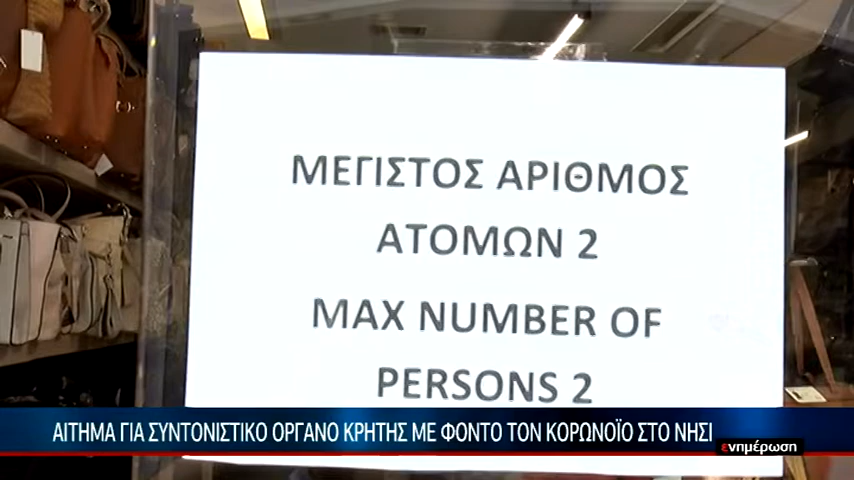 ΜΕΓΙΣΤΟΣ ΑΡΙΘΜΟΣ
ΑΤΟΜΩΝ 2
MAX NUMBER OF
PERSONS 2
ΑΙΤΗΜΑ ΓΙΑ ΣΥΝΤΟΝΙΣΤΙΚΟ ΟΡΓΑΝΟ ΚΡΗΤΗΣ ΜΕ ΦΟΝΤΟ ΤΟΝ ΚΟΡΩΝΟΪΟ ΣΤΟ ΝΗΣΙ
ενημέρωση